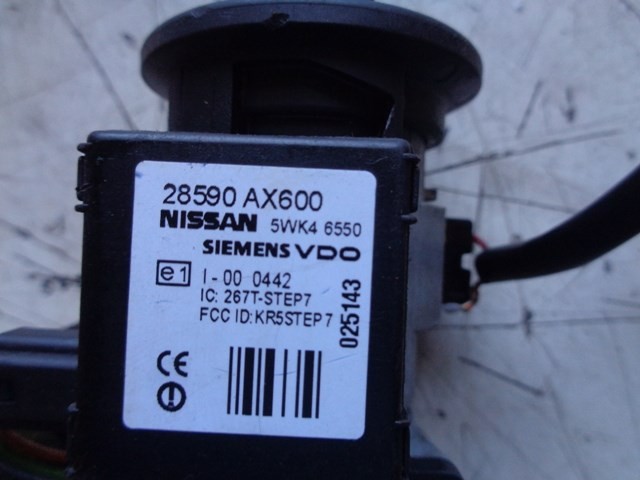 28590 AX600
NISSAN 5WK4 6550
SIEMENS VDO
e1 I-00 0442
IC: 267T-STEP7
FCC ID: KR5STEP7
025143
CE